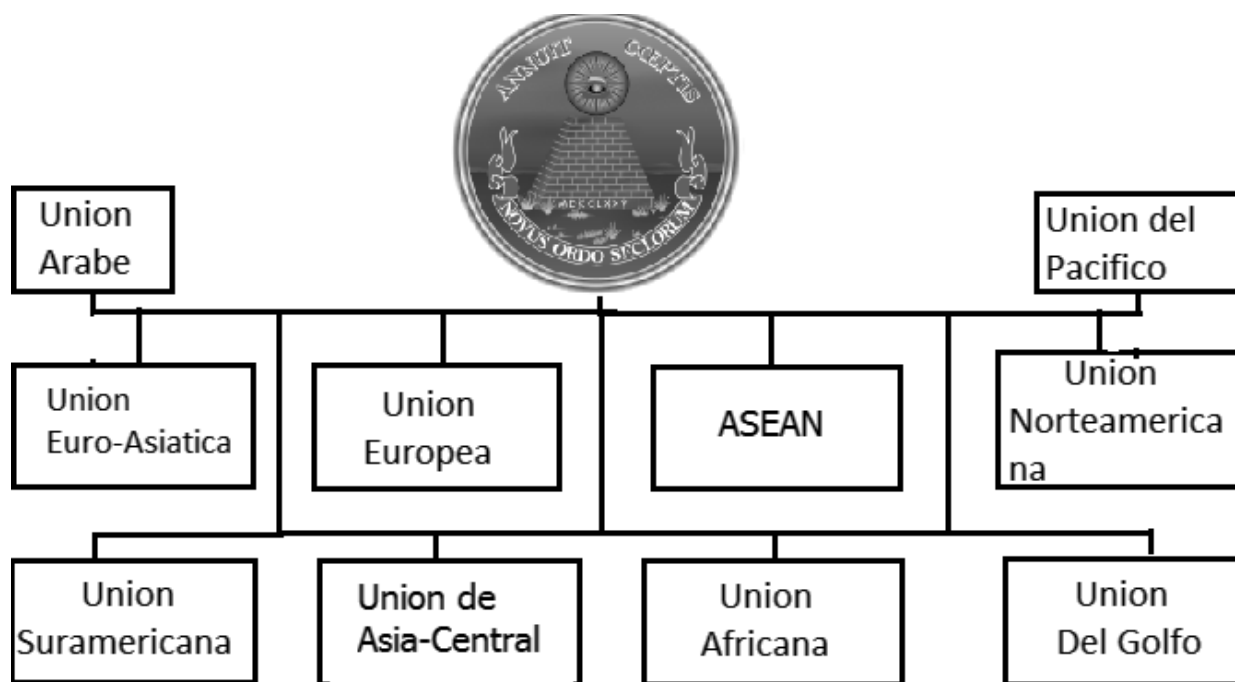 ANNUIT CŒPTIS
MDCCLXXVI
NOVUS ORDO SECLORUM
Union
Arabe
Union del
Pacifico
Union
Euro-Asiatica
Union
Europea
ASEAN
Union
Norteamerica
na
Union
Suramericana
Union de
Asia-Central
Union
Africana
Union
Del Golfo